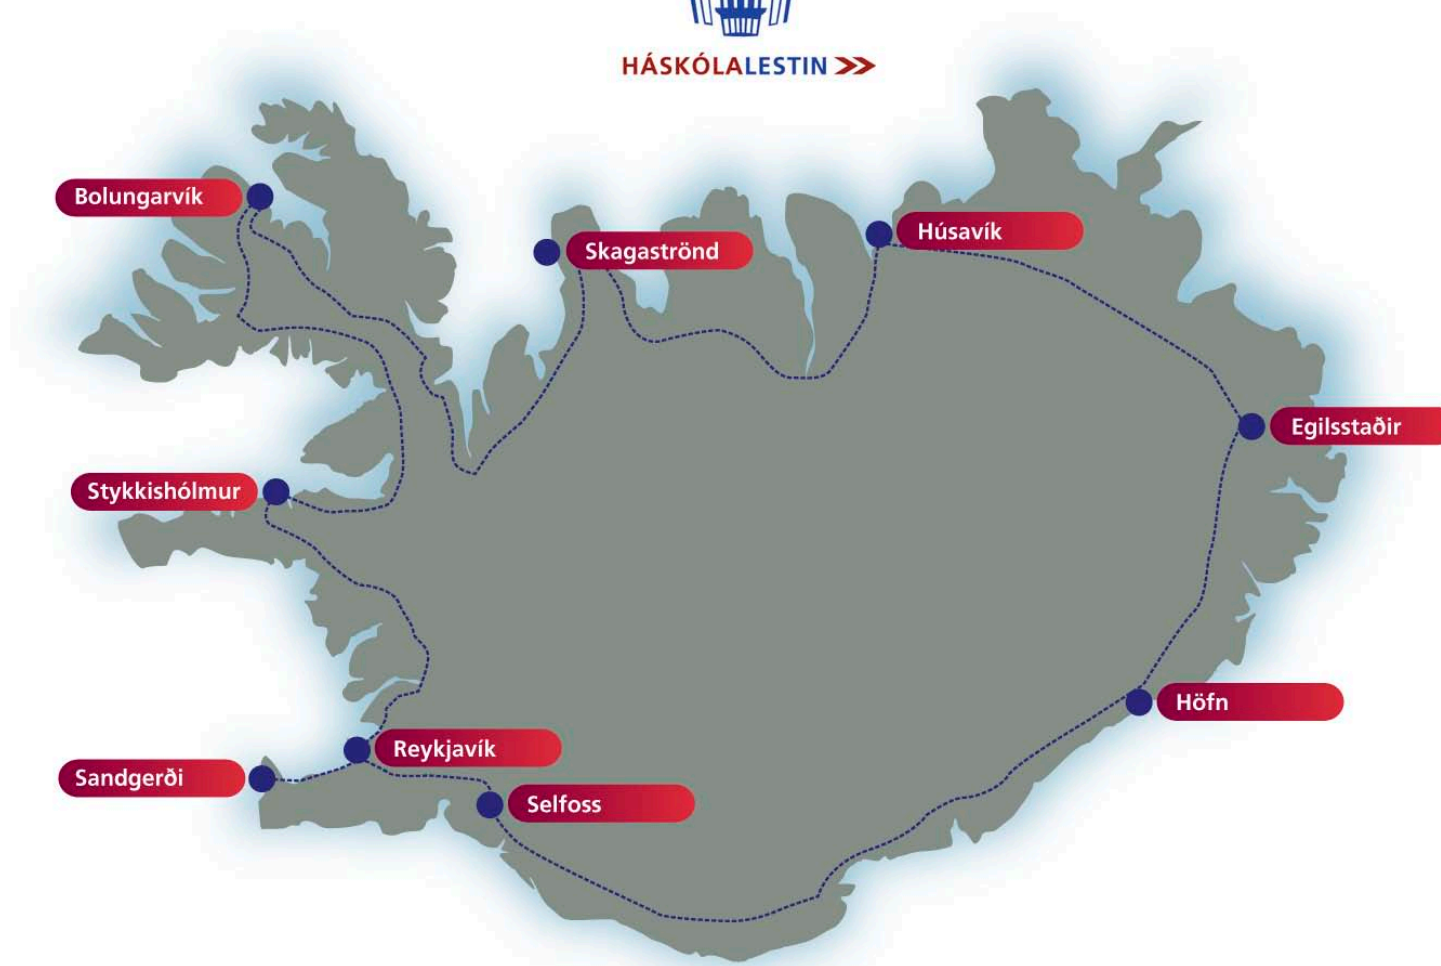 HÁSKÓLALESTIN
Bolungarvík
Skagaströnd
Húsavík
Egilsstaðir
Stykkishólmur
Höfn
Reykjavík
Sandgerði
Selfoss